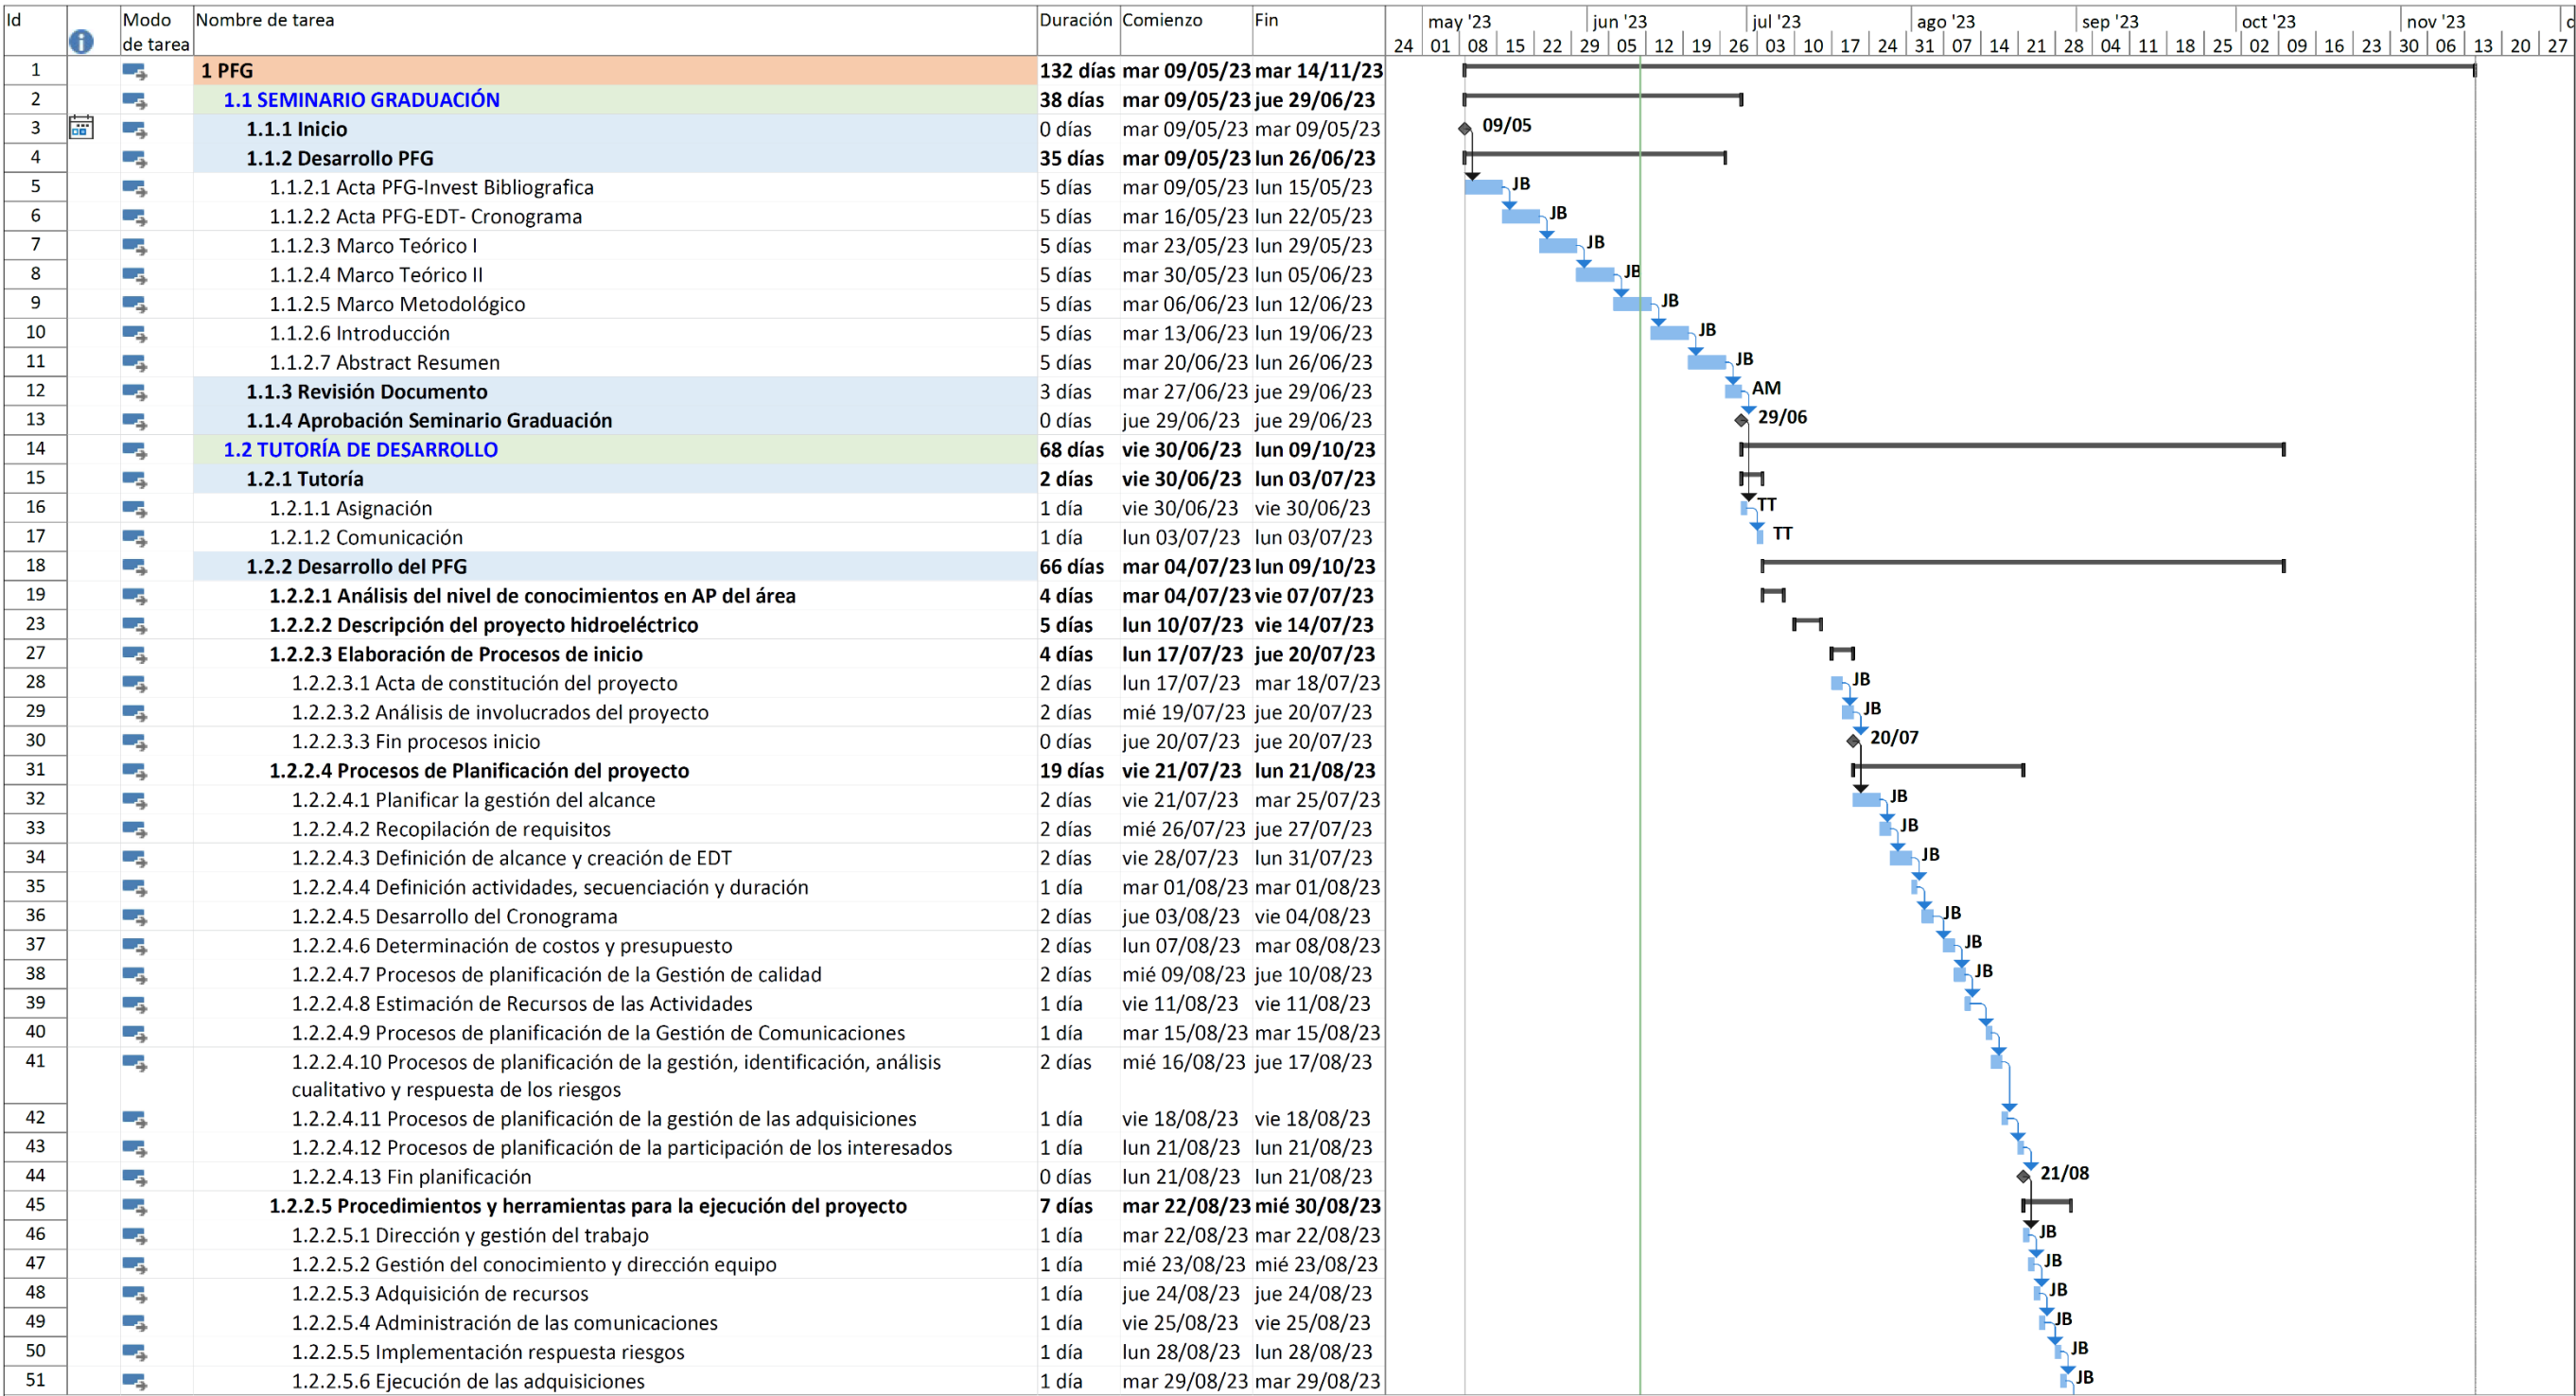 Id Modo de tarea Nombre de tarea Duración Comienzo Fin may '23 jun '23 jul '23 ago '23 sep '23 oct '23 nov '23 c
24 01 08 15 22 29 05 12 19 26 03 10 17 24 31 07 14 21 28 04 11 18 25 02 09 16 23 30 06 13 20 27
1 1 PFG 132 días mar 09/05/23 mar 14/11/23
2 1.1 SEMINARIO GRADUACIÓN 38 días mar 09/05/23 jue 29/06/23
3 1.1.1 Inicio 0 días mar 09/05/23 mar 09/05/23 09/05
4 1.1.2 Desarrollo PFG 35 días mar 09/05/23 lun 26/06/23
5 1.1.2.1 Acta PFG-Invest Bibliografica 5 días mar 09/05/23 lun 15/05/23 JB
6 1.1.2.2 Acta PFG-EDT- Cronograma 5 días mar 16/05/23 lun 22/05/23 JB
7 1.1.2.3 Marco Teórico I 5 días mar 23/05/23 lun 29/05/23 JB
8 1.1.2.4 Marco Teórico II 5 días mar 30/05/23 lun 05/06/23 JB
9 1.1.2.5 Marco Metodológico 5 días mar 06/06/23 lun 12/06/23 JB
10 1.1.2.6 Introducción 5 días mar 13/06/23 lun 19/06/23 JB
11 1.1.2.7 Abstract Resumen 5 días mar 20/06/23 lun 26/06/23 JB
12 1.1.3 Revisión Documento 3 días mar 27/06/23 jue 29/06/23 AM
13 1.1.4 Aprobación Seminario Graduación 0 días jue 29/06/23 jue 29/06/23 29/06
14 1.2 TUTORÍA DE DESARROLLO 68 días vie 30/06/23 lun 09/10/23
15 1.2.1 Tutoría 2 días vie 30/06/23 lun 03/07/23
16 1.2.1.1 Asignación 1 día vie 30/06/23 vie 30/06/23 TT
17 1.2.1.2 Comunicación 1 día lun 03/07/23 lun 03/07/23 TT
18 1.2.2 Desarrollo del PFG 66 días mar 04/07/23 lun 09/10/23
19 1.2.2.1 Análisis del nivel de conocimientos en AP del área 4 días mar 04/07/23 vie 07/07/23
23 1.2.2.2 Descripción del proyecto hidroeléctrico 5 días lun 10/07/23 vie 14/07/23
27 1.2.2.3 Elaboración de Procesos de inicio 4 días lun 17/07/23 jue 20/07/23
28 1.2.2.3.1 Acta de constitución del proyecto 2 días lun 17/07/23 mar 18/07/23 JB
29 1.2.2.3.2 Análisis de involucrados del proyecto 2 días mié 19/07/23 jue 20/07/23 JB
30 1.2.2.3.3 Fin procesos inicio 0 días jue 20/07/23 jue 20/07/23 20/07
31 1.2.2.4 Procesos de Planificación del proyecto 19 días vie 21/07/23 lun 21/08/23
32 1.2.2.4.1 Planificar la gestión del alcance 2 días vie 21/07/23 mar 25/07/23 JB
33 1.2.2.4.2 Recopilación de requisitos 2 días mié 26/07/23 jue 27/07/23 JB
34 1.2.2.4.3 Definición de alcance y creación de EDT 2 días vie 28/07/23 lun 31/07/23 JB
35 1.2.2.4.4 Definición actividades, secuenciación y duración 1 día mar 01/08/23 mar 01/08/23
36 1.2.2.4.5 Desarrollo del Cronograma 2 días jue 03/08/23 vie 04/08/23 JB
37 1.2.2.4.6 Determinación de costos y presupuesto 2 días lun 07/08/23 mar 08/08/23 JB
38 1.2.2.4.7 Procesos de planificación de la Gestión de calidad 2 días mié 09/08/23 jue 10/08/23 JB
39 1.2.2.4.8 Estimación de Recursos de las Actividades 1 día vie 11/08/23 vie 11/08/23
40 1.2.2.4.9 Procesos de planificación de la Gestión de Comunicaciones 1 día mar 15/08/23 mar 15/08/23
41 1.2.2.4.10 Procesos de planificación de la gestión, identificación, análisis 2 días mié 16/08/23 jue 17/08/23
cualitativo y respuesta de los riesgos
42 1.2.2.4.11 Procesos de planificación de la gestión de las adquisiciones 1 día vie 18/08/23 vie 18/08/23
43 1.2.2.4.12 Procesos de planificación de la participación de los interesados 1 día lun 21/08/23 lun 21/08/23
44 1.2.2.4.13 Fin planificación 0 días lun 21/08/23 lun 21/08/23 21/08
45 1.2.2.5 Procedimientos y herramientas para la ejecución del proyecto 7 días mar 22/08/23 mié 30/08/23
46 1.2.2.5.1 Dirección y gestión del trabajo 1 día mar 22/08/23 mar 22/08/23 JB
47 1.2.2.5.2 Gestión del conocimiento y dirección equipo 1 día mié 23/08/23 mié 23/08/23 JB
48 1.2.2.5.3 Adquisición de recursos 1 día jue 24/08/23 jue 24/08/23 JB
49 1.2.2.5.4 Administración de las comunicaciones 1 día vie 25/08/23 vie 25/08/23 JB
50 1.2.2.5.5 Implementación respuesta riesgos 1 día lun 28/08/23 lun 28/08/23 JB
51 1.2.2.5.6 Ejecución de las adquisiciones 1 día mar 29/08/23 mar 29/08/23 JB